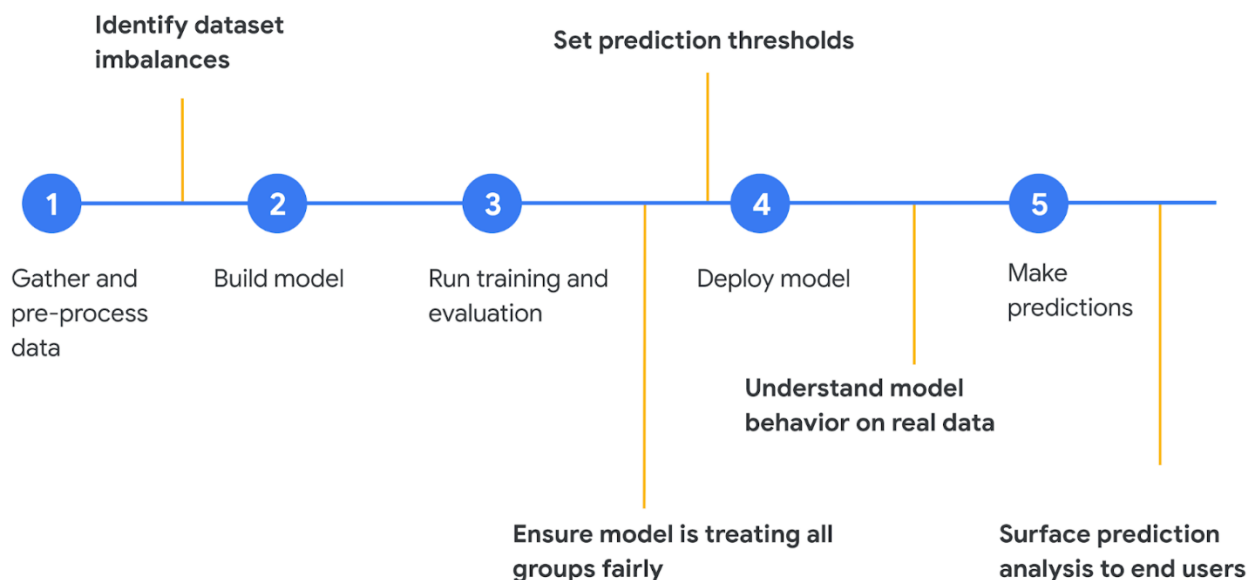 Identify dataset
imbalances
Set prediction thresholds
1
2
3
4
5
Gather and
pre-process
data
Build model
Run training and
evaluation
Deploy model
Make
predictions
Understand model
behavior on real data
Ensure model is treating all
groups fairly
Surface prediction
analysis to end users